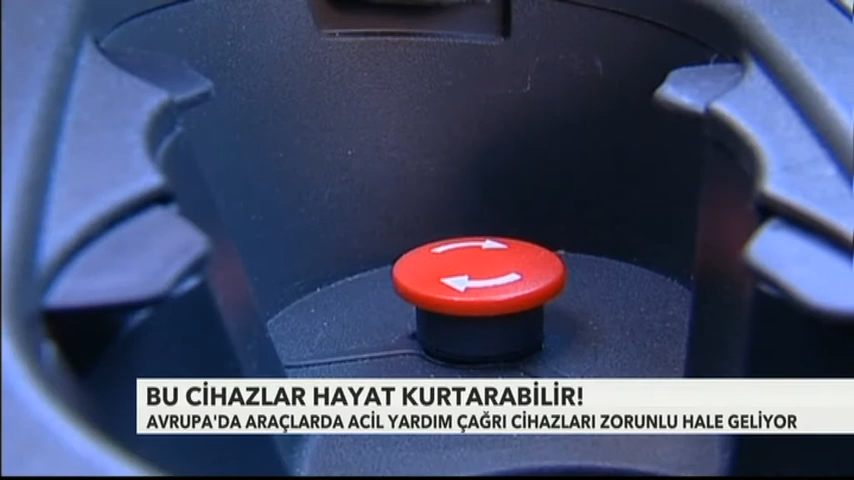 BU CİHAZLAR HAYAT KURTARABİLİR!
AVRUPA'DA ARAÇLARDA ACİL YARDIM ÇAĞRI CİHAZLARI ZORUNLU HALE GELİYOR